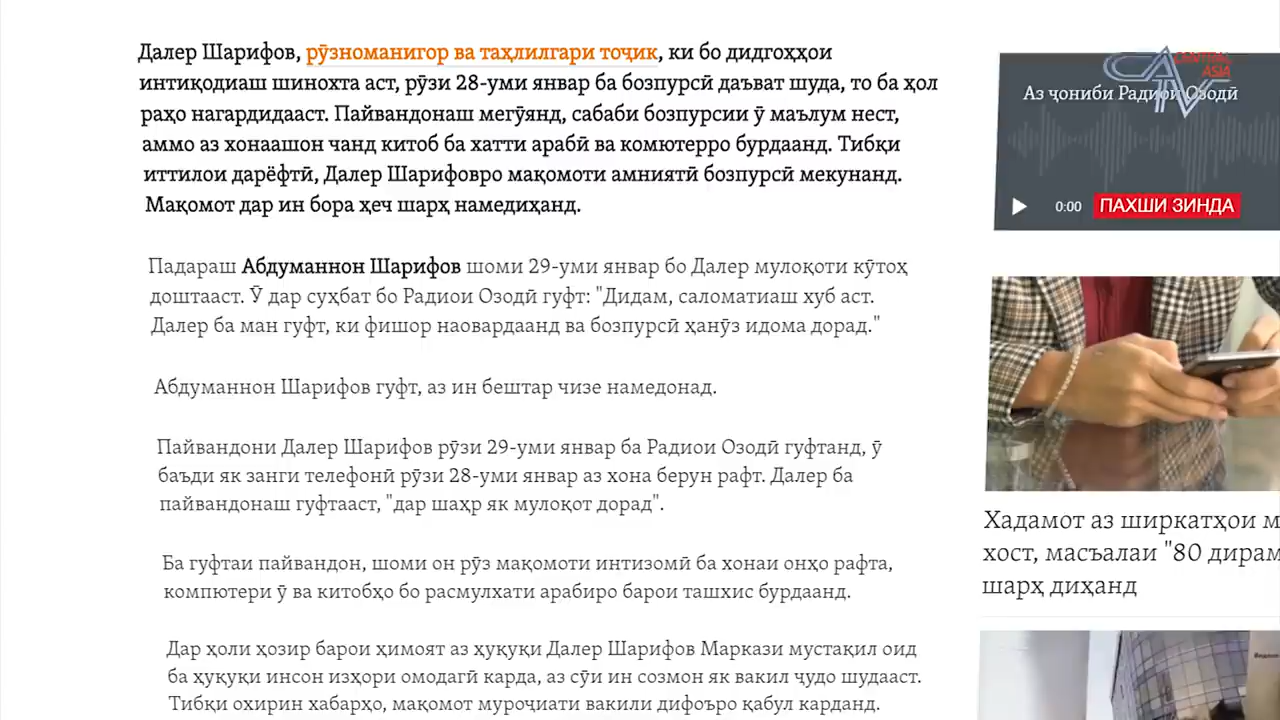 Далер Шарифов, рӯзноманигор ва таҳлилгари тоҷик, ки бо дидгоҳҳои
интиқодиаш шинохта аст, рӯзи 28-уми январ ба бозпурсӣ даъват шуда, то ба ҳол
раҳо нагардидааст. Пайвандонаш мегӯянд, сабаби бозпурсии ӯ маълум нест,
аммо аз хонаашон чанд китоб ба хатти арабӣ ва комютерро бурдаанд. Тибқи
иттилои дарёфтӣ, Далер Шарифовро мақомоти амниятӣ бозпурсӣ мекунанд.
Мақомот дар ин бора ҳеч шарҳ намедиҳанд.
Падараш Абдуманнон Шарифов шоми 29-уми январ бо Далер мулоқоти кӯтоҳ
доштааст. Ӯ дар суҳбат бо Радиои Озодӣ гуфт: "Дидам, саломатиаш хуб аст.
Далер ба ман гуфт, ки фишор наовардаанд ва бозпурсӣ ҳанӯз идома дорад."
Абдуманнон Шарифов гуфт, аз ин бештар чизе намедонад.
Пайвандони Далер Шарифов рӯзи 29-уми январ ба Радиои Озодӣ гуфтанд, ӯ
баъди як занги телефонӣ рӯзи 28-уми январ аз хона берун рафт. Далер ба
пайвандонаш гуфтааст, "дар шаҳр як мулоқот дорад".
Ба гуфтаи пайвандон, шоми он рӯз мақомоти интизомӣ ба хонаи онҳо рафта,
компютери ӯ ва китобҳо бо расмулхати арабиро барои ташхис бурдаанд.
Дар ҳоли ҳозир барои ҳимоят аз ҳуқуқи Далер Шарифов Маркази мустақил оид
ба ҳуқуқи инсон изҳори омодагӣ карда, аз сӯи ин созмон як вакил ҷудо шудааст.
Тибқи охирин хабарҳо, мақомот муроҷиати вакили дифоъро қабул карданд.
CENTRAL
ASIA
CATV
Аз ҷониби Радиои Озодӣ
0:00 ПАХШИ ЗИНДА
Хадамот аз ширкатҳои м
хост, масъалаи "80 дирам
шарҳ диҳанд